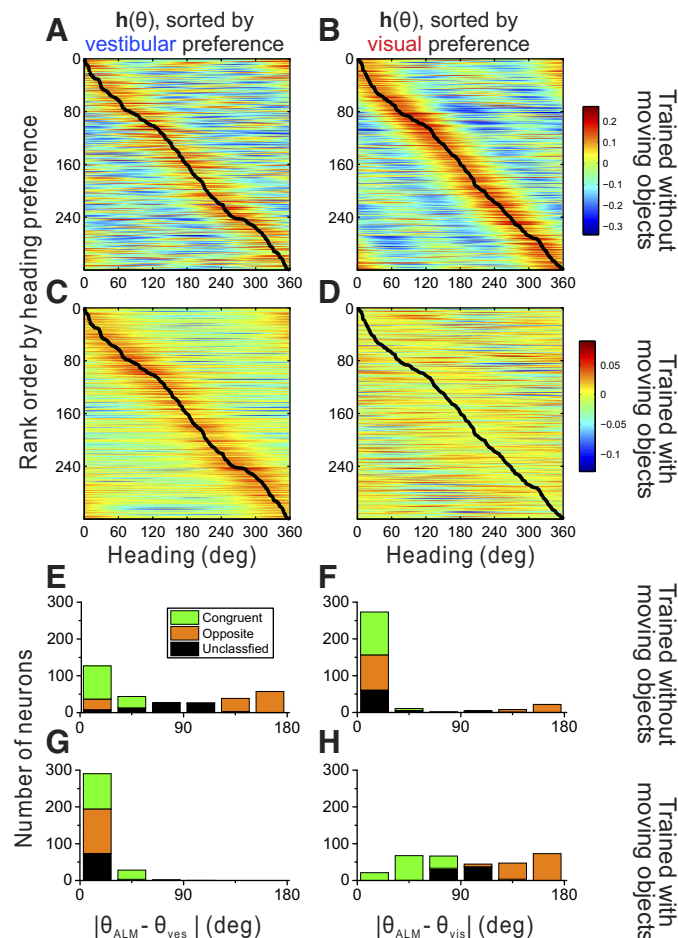 A
h(θ), sorted by
vestibular preference
B
h(θ), sorted by
visual preference
0
80
160
240
0 60 120 180 240 300 360
0 60 120 180 240 300 360
0.2
0.1
0
-0.1
-0.2
-0.3
Trained without
moving objects
C
D
0
80
160
240
0 60 120 180 240 300 360
0 60 120 180 240 300 360
0.05
0
-0.05
-0.1
Trained with
moving objects
Rank order by heading preference
Heading (deg)
Heading (deg)
E
300
200
100
0
0 90 180
Congruent
Opposite
Unclassfied
F
300
200
100
0
0 90 180
Trained without
moving objects
G
300
200
100
0
0 90 180
H
300
200
100
0
0 90 180
Trained with
moving objects
Number of neurons
|θALM - θves | (deg)
|θALM - θvis | (deg)